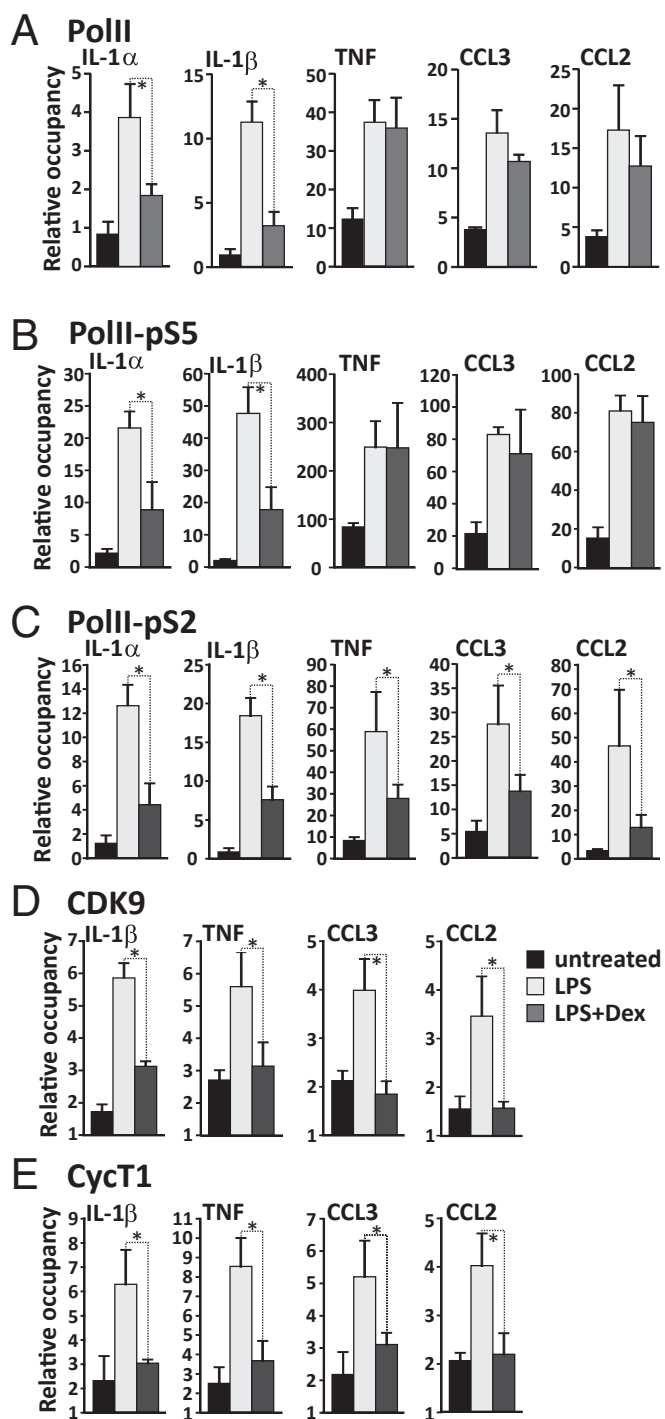 A PolII
IL-1α IL-1β TNF CCL3 CCL2
Relative occupancy
5 4 3 2 1 0
15 10 5 0
50 40 30 20 10 0
20 15 10 5 0
25 20 15 10 5 0
* *
B PolII-pS5
IL-1α IL-1β TNF CCL3 CCL2
Relative occupancy
30 25 20 15 10 5 0
60 50 40 30 20 10 0
400 300 200 100 0
120 100 80 60 40 20 0
100 80 60 40 20 0
* *
C PolII-pS2
IL-1α IL-1β TNF CCL3 CCL2
Relative occupancy
16 14 12 10 8 6 4 2 0
25 20 15 10 5 0
90 80 70 60 50 40 30 20 10 0
40 35 30 25 20 15 10 5 0
80 70 60 50 40 30 20 10 0
* * * * *
D CDK9
IL-1β TNF CCL3 CCL2
Relative occupancy
7 6 5 4 3 2 1
7 6 5 4 3 2 1
5 4 3 2 1
5 4 3 2 1
* * * *
untreated
LPS
LPS+Dex
E CycT1
IL-1β TNF CCL3 CCL2
Relative occupancy
9 8 7 6 5 4 3 2 1
11 10 9 8 7 6 5 4 3 2 1
7 6 5 4 3 2 1
5 4 3 2 1
* * * *